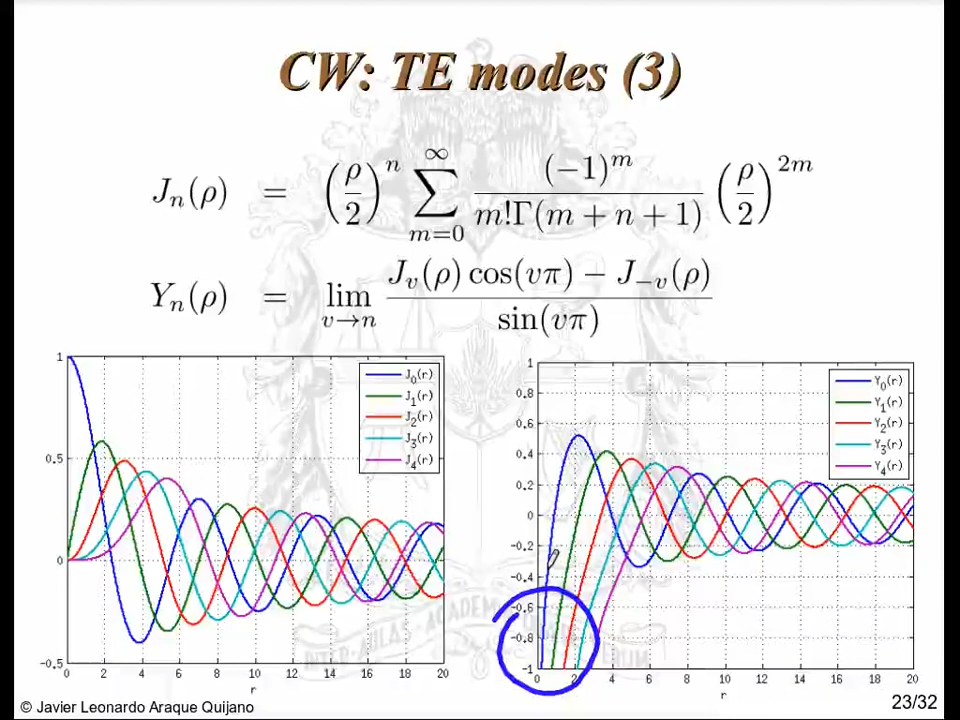 CW: TE modes (3)
J_n(ρ) = (ρ/2)^n ∑_{m=0}^{∞} (−1)^m / (m!Γ(m + n + 1)) (ρ/2)^{2m}
Y_n(ρ) = lim_{v→n} (J_v(ρ) cos(vπ) − J_{−v}(ρ)) / sin(vπ)
1
0.5
0
−0.5
0 2 4 6 8 10 12 14 16 18 20
r
J_0(r)
J_1(r)
J_2(r)
J_3(r)
J_4(r)
1
0.8
0.6
0.4
0.2
0
−0.2
−0.4
−0.6
−0.8
−1
0 2 4 6 8 10 12 14 16 18 20
r
Y_0(r)
Y_1(r)
Y_2(r)
Y_3(r)
Y_4(r)
© Javier Leonardo Araque Quijano
23/32